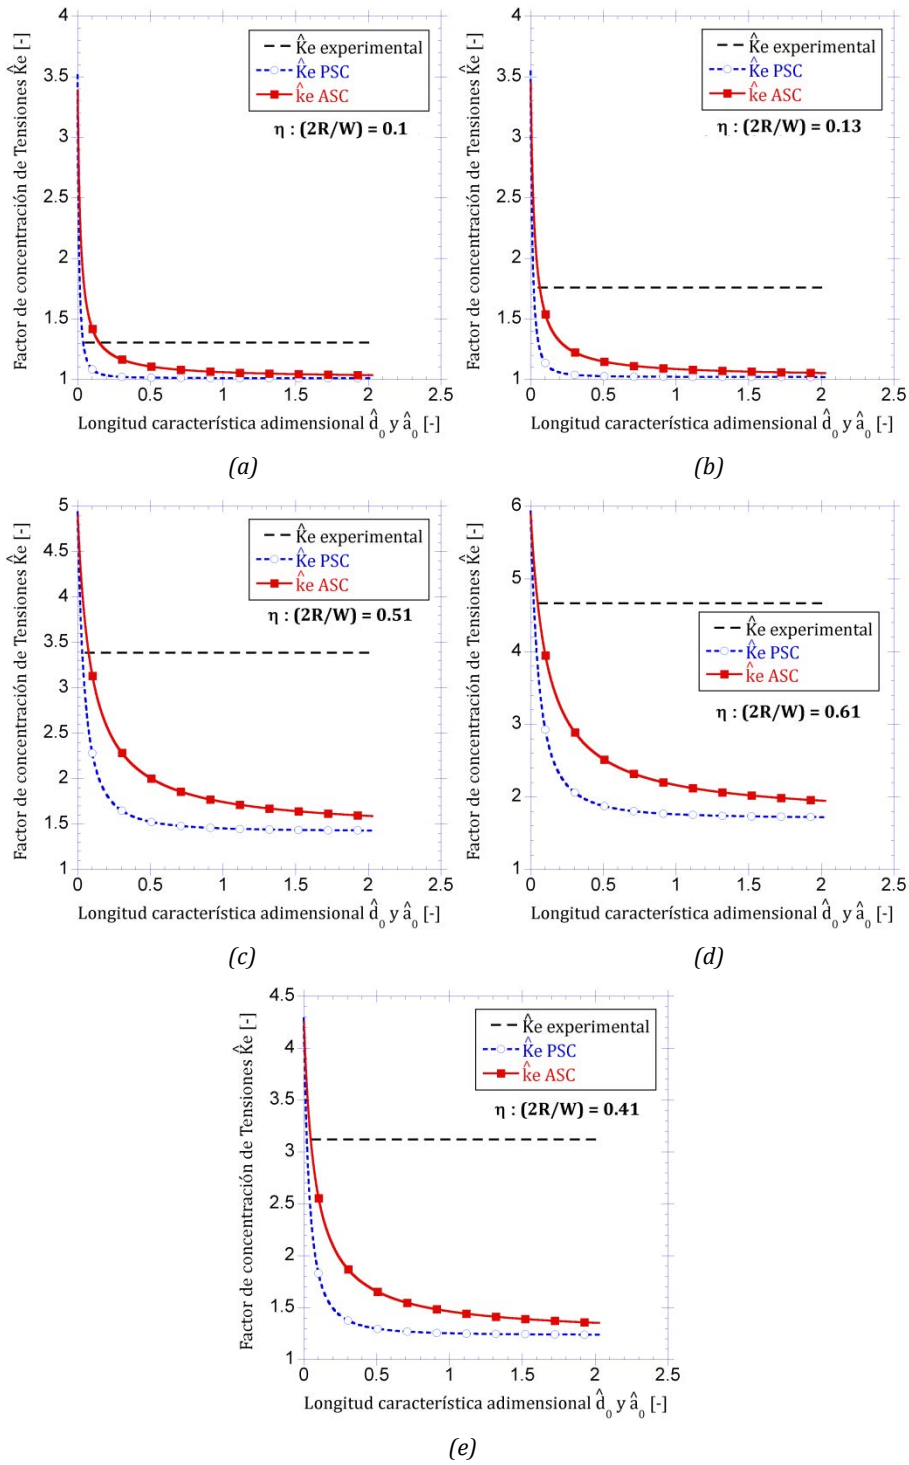 Factor de concentración de Tensiones K̂e [-]
4
3.5
3
2.5
2
1.5
1
0 0.5 1 1.5 2 2.5
K̂e experimental
K̂e PSC
k̂e ASC
η : (2R/W) = 0.1
Longitud característica adimensional d̂₀ y â₀ [-]
(a)
Factor de concentración de Tensiones K̂e [-]
4
3.5
3
2.5
2
1.5
1
0 0.5 1 1.5 2 2.5
K̂e experimental
K̂e PSC
k̂e ASC
η : (2R/W) = 0.13
Longitud característica adimensional d̂₀ y â₀ [-]
(b)
Factor de concentración de Tensiones K̂e [-]
5
4.5
4
3.5
3
2.5
2
1.5
1
0 0.5 1 1.5 2 2.5
K̂e experimental
K̂e PSC
k̂e ASC
η : (2R/W) = 0.51
Longitud característica adimensional d̂₀ y â₀ [-]
(c)
Factor de concentración de Tensiones K̂e [-]
6
5
4
3
2
1
0 0.5 1 1.5 2 2.5
K̂e experimental
K̂e PSC
k̂e ASC
η : (2R/W) = 0.61
Longitud característica adimensional d̂₀ y â₀ [-]
(d)
Factor de concentración de Tensiones K̂e [-]
4.5
4
3.5
3
2.5
2
1.5
1
0 0.5 1 1.5 2 2.5
K̂e experimental
K̂e PSC
k̂e ASC
η : (2R/W) = 0.41
Longitud característica adimensional d̂₀ y â₀ [-]
(e)